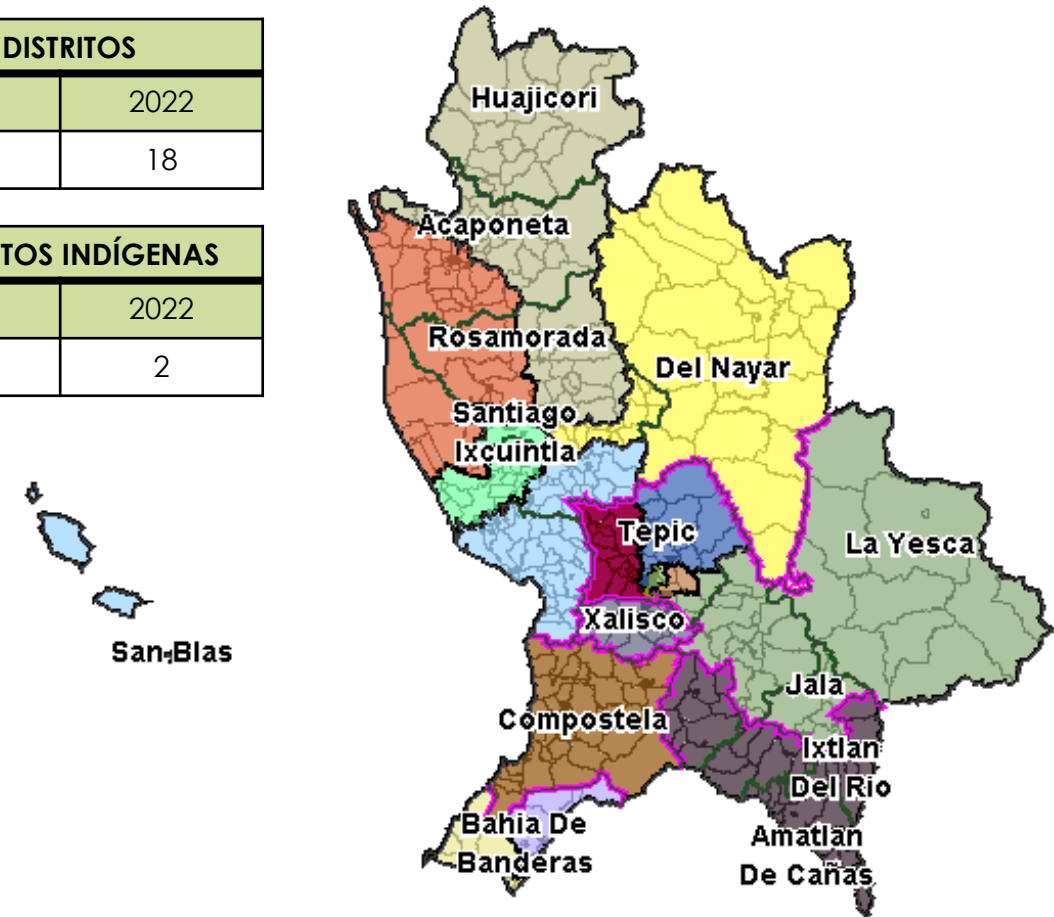 DISTRITOS
2022
18
TOS INDÍGENAS
2022
2
Huajicori
Acaponeta
Rosamorada
Del Nayar
Santiago
Ixcuintla
Tepic
La Yesca
Xalisco
San Blas
Jala
Compostela
Ixtlan
Del Rio
Bahia De
Banderas
Amatlan
De Cañas